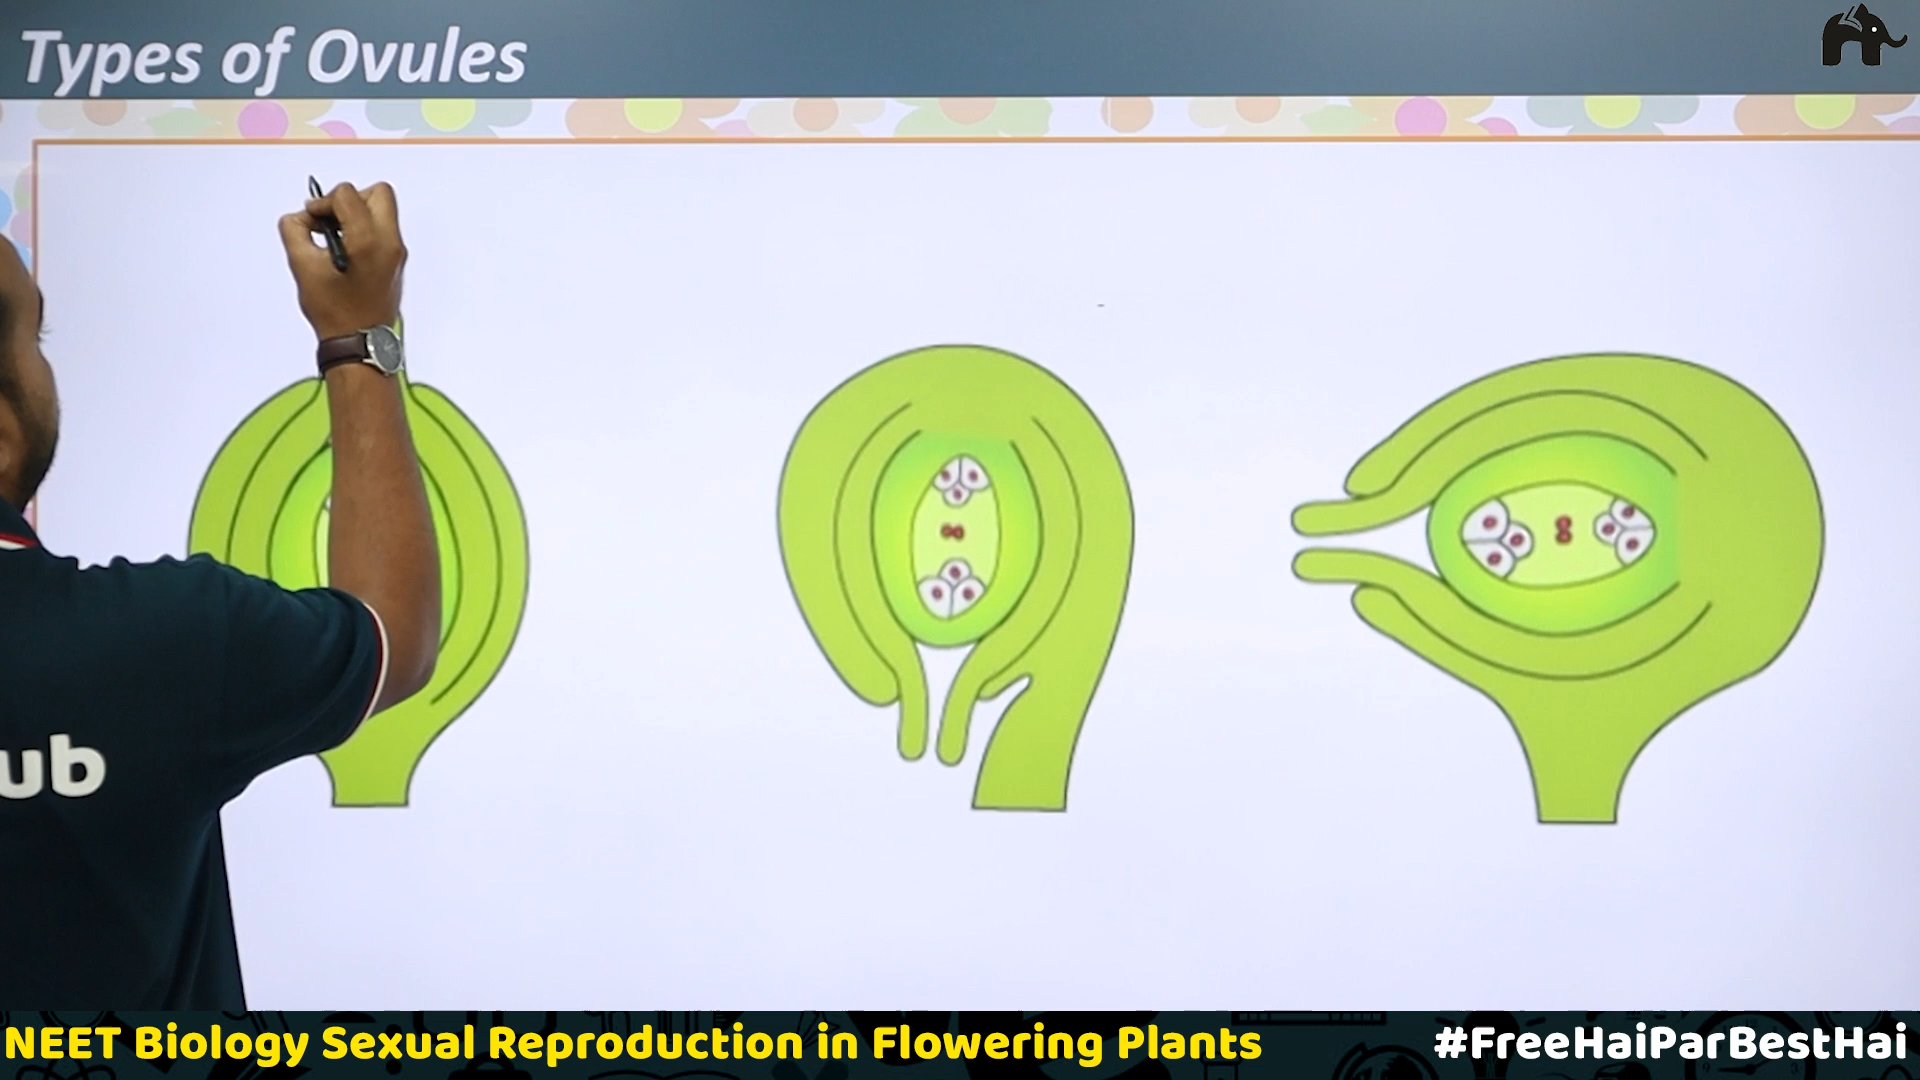 Types of Ovules
ub
NEET Biology Sexual Reproduction in Flowering Plants
#FreeHaiParBestHai